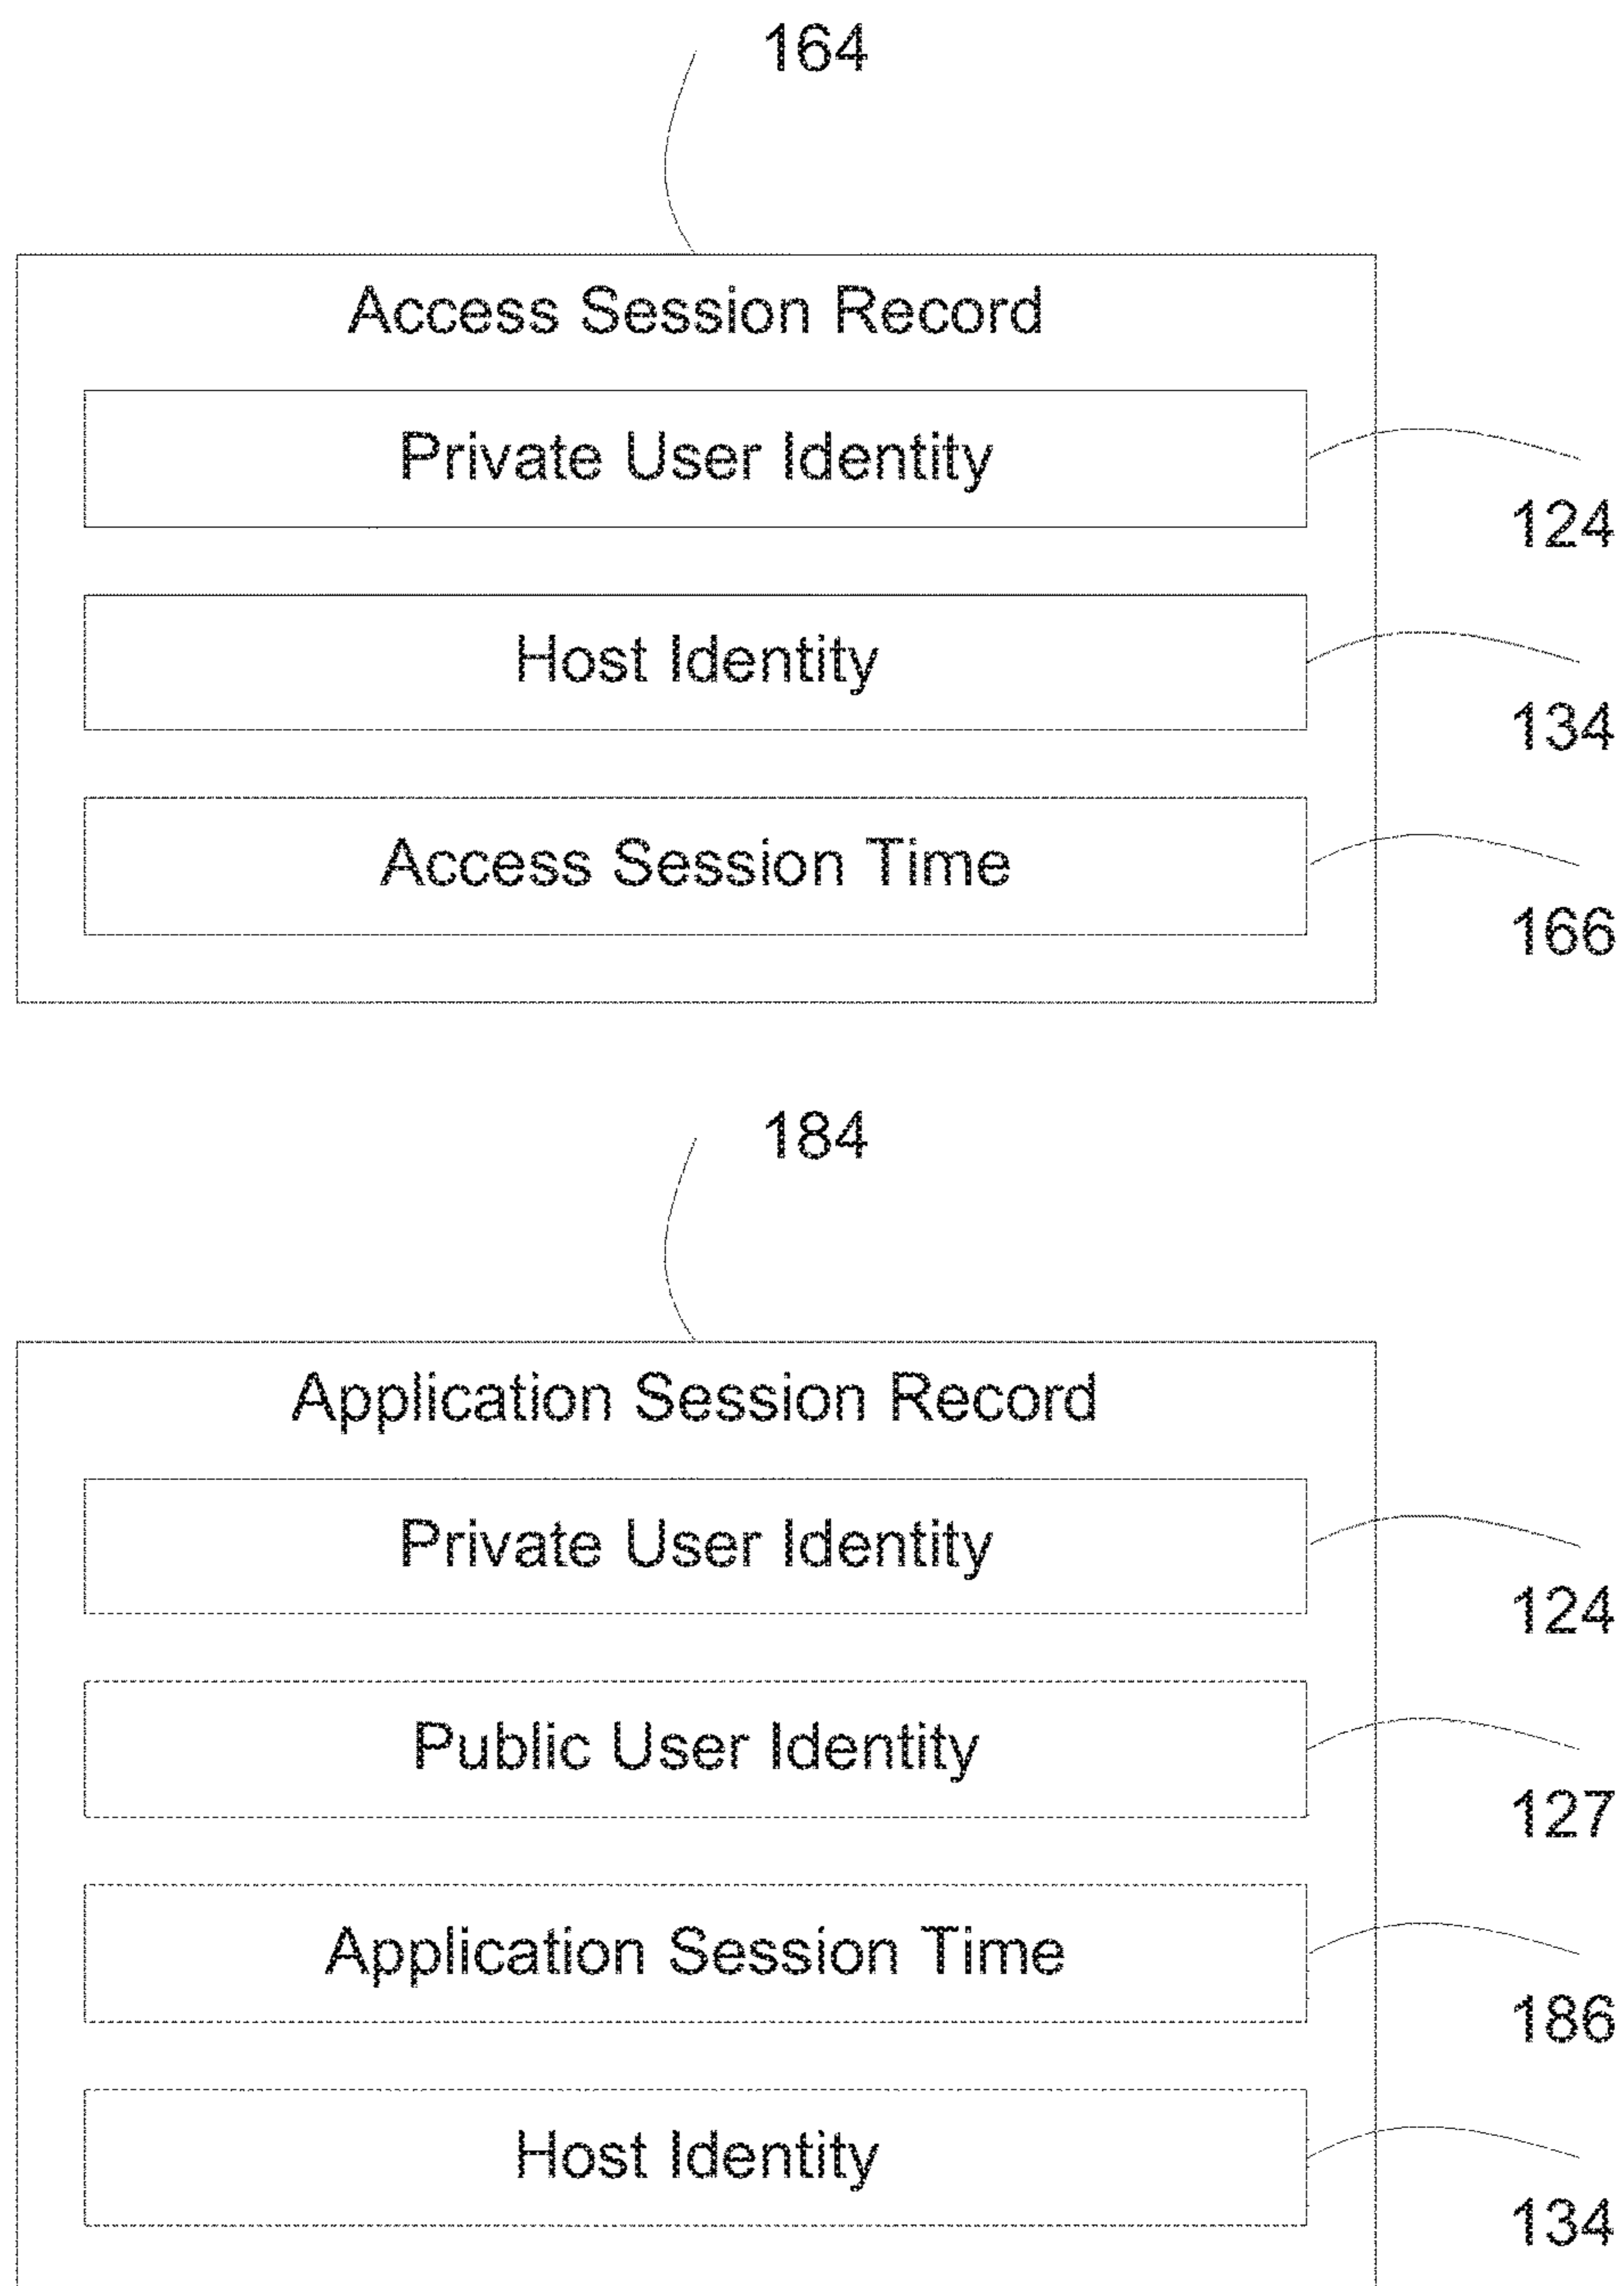 164
Access Session Record
Private User Identity
124
Host Identity
134
Access Session Time
166
184
Application Session Record
Private User Identity
124
Public User Identity
127
Application Session Time
186
Host Identity
134